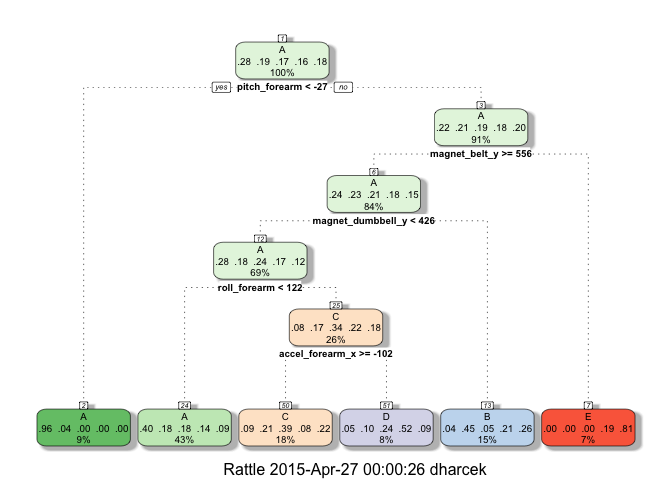 1
A
.28 .19 .17 .16 .18
100%
yes pitch_forearm < -27 no
3
A
.22 .21 .19 .18 .20
91%
magnet_belt_y >= 556
6
A
.24 .23 .21 .18 .15
84%
magnet_dumbbell_y < 426
12
A
.28 .18 .24 .17 .12
69%
roll_forearm < 122
25
C
.08 .17 .34 .22 .18
26%
accel_forearm_x >= -102
2
A
.96 .04 .00 .00 .00
9%
24
A
.40 .18 .18 .14 .09
43%
50
C
.09 .21 .39 .08 .22
18%
51
D
.05 .10 .24 .52 .09
8%
13
B
.04 .45 .05 .21 .26
15%
7
E
.00 .00 .00 .19 .81
7%
Rattle 2015-Apr-27 00:00:26 dharcek